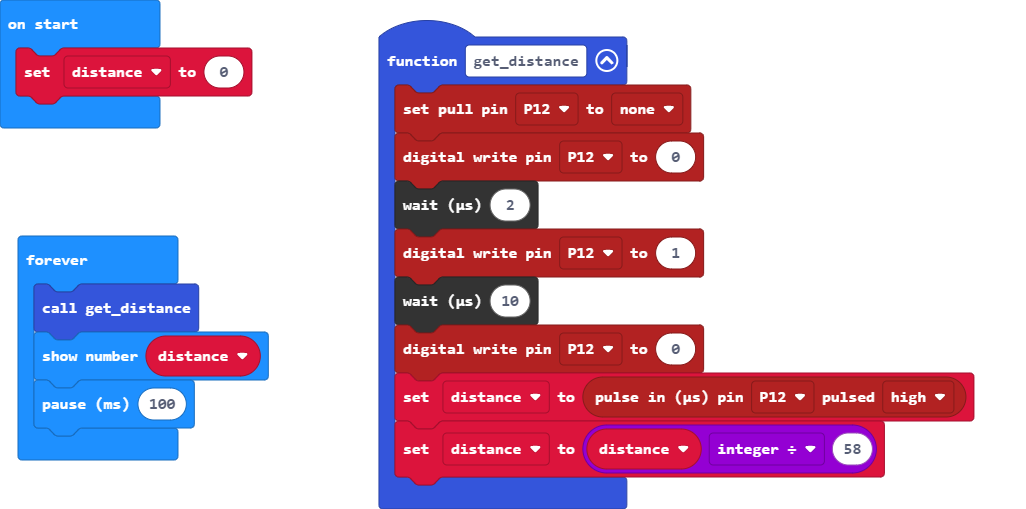 on start
set distance to 0
forever
call get_distance
show number distance
pause (ms) 100
function get_distance
set pull pin P12 to none
digital write pin P12 to 0
wait (µs) 2
digital write pin P12 to 1
wait (µs) 10
digital write pin P12 to 0
set distance to pulse in (µs) pin P12 pulsed high
set distance to distance integer ÷ 58